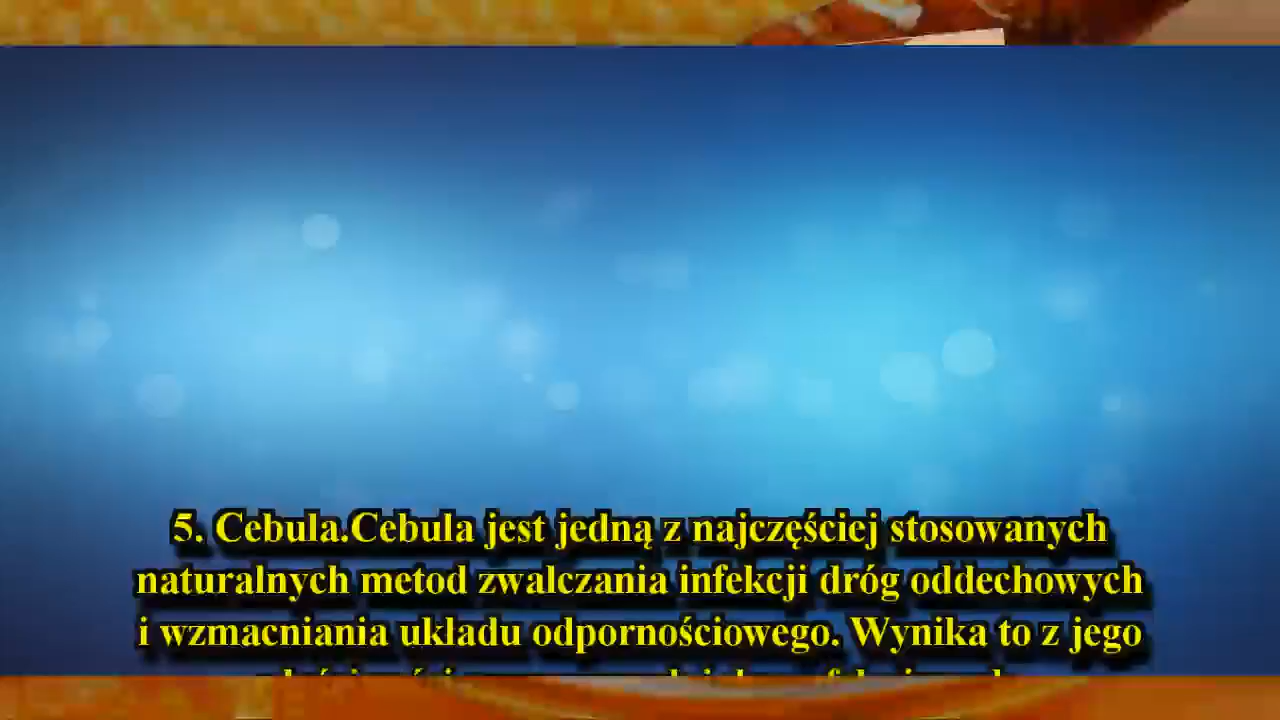 5. Cebula.Cebula jest jedną z najczęściej stosowanych
naturalnych metod zwalczania infekcji dróg oddechowych
i wzmacniania układu odpornościowego. Wynika to z jego